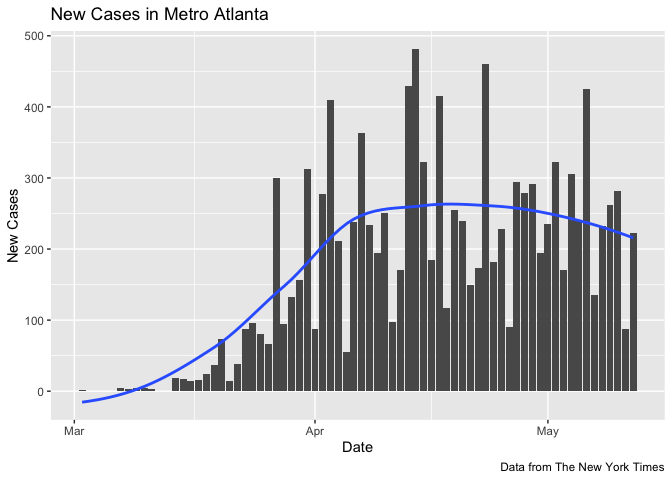 New Cases in Metro Atlanta
500
400
300
200
100
0
New Cases
Mar
Apr
May
Date
Data from The New York Times